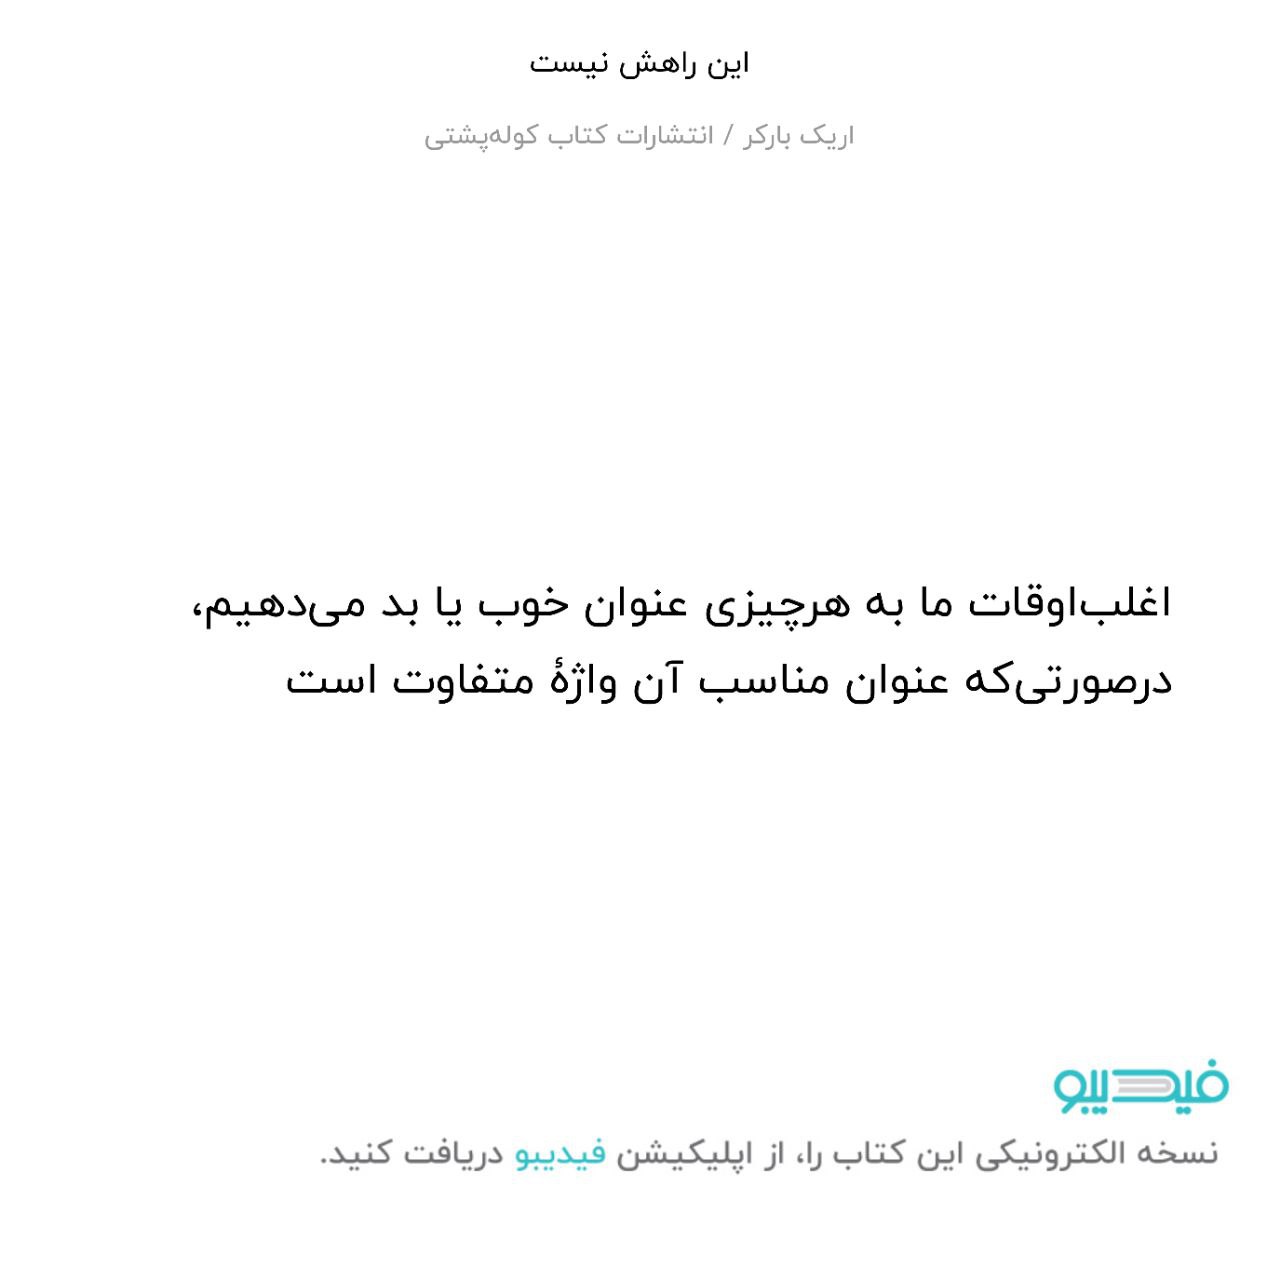 این راهش نیست
اریک بارکر / انتشارات کتاب کوله‌پشتی
اغلب‌اوقات ما به هرچیزی عنوان خوب یا بد می‌دهیم،
درصورتی‌که عنوان مناسب آن واژهٔ متفاوت است
فیدیبو
نسخه الکترونیکی این کتاب را، از اپلیکیشن فیدیبو دریافت کنید.